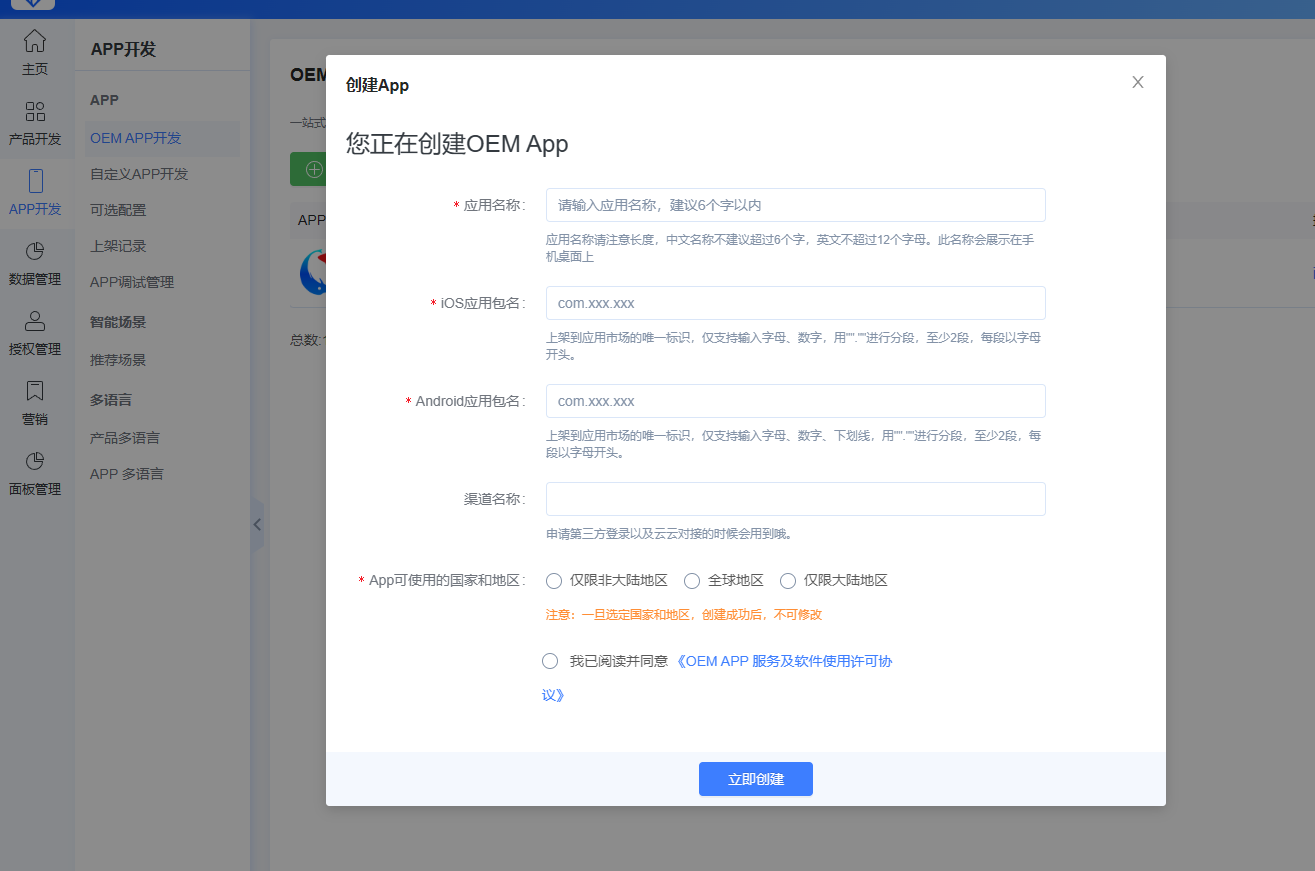 主页
产品开发
APP开发
数据管理
授权管理
营销
面板管理
APP开发
APP
OEM APP开发
自定义APP开发
可选配置
上架记录
APP调试管理
智能场景
推荐场景
多语言
产品多语言
APP 多语言
OEM
一站式
APP
总数:
创建App
您正在创建OEM App
* 应用名称:
请输入应用名称，建议6个字以内
应用名称请注意长度，中文名称不建议超过6个字，英文不超过12个字母。此名称会展示在手
机桌面上
* iOS应用包名:
com.xxx.xxx
上架到应用市场的唯一标识，仅支持输入字母、数字，用"".""进行分段，至少2段，每段以字母
开头。
* Android应用包名:
com.xxx.xxx
上架到应用市场的唯一标识，仅支持输入字母、数字、下划线，用"".""进行分段，至少2段，每
段以字母开头。
渠道名称:
申请第三方登录以及云云对接的时候会用到哦。
* App可使用的国家和地区:
仅限非大陆地区 全球地区 仅限大陆地区
注意：一旦选定国家和地区，创建成功后，不可修改
我已阅读并同意 《OEM APP 服务及软件使用许可协
议》
立即创建